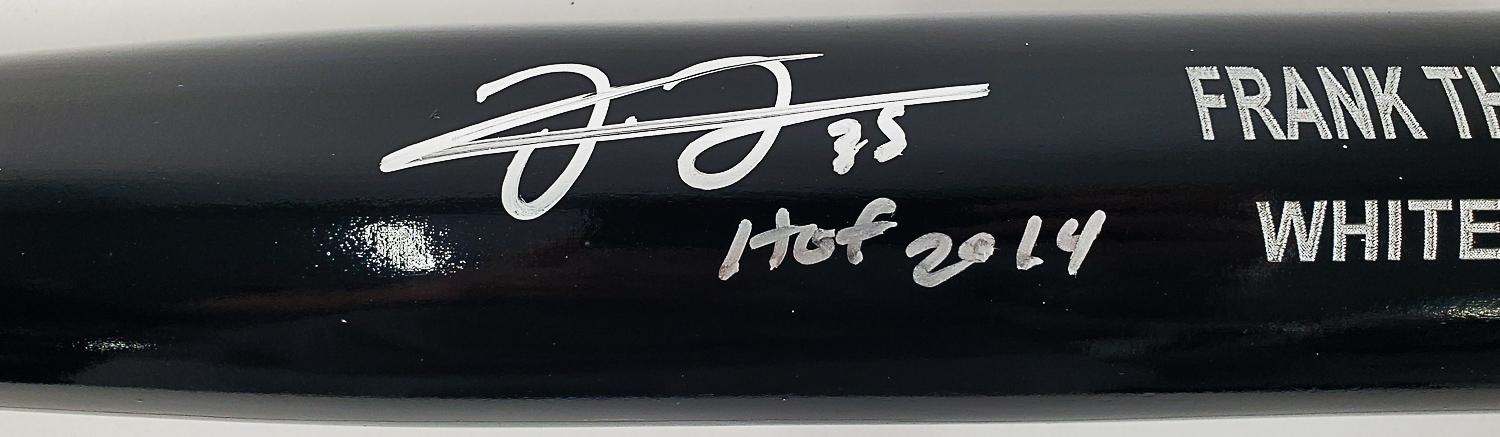 35
Hof 2014
FRANK TH
WHITE